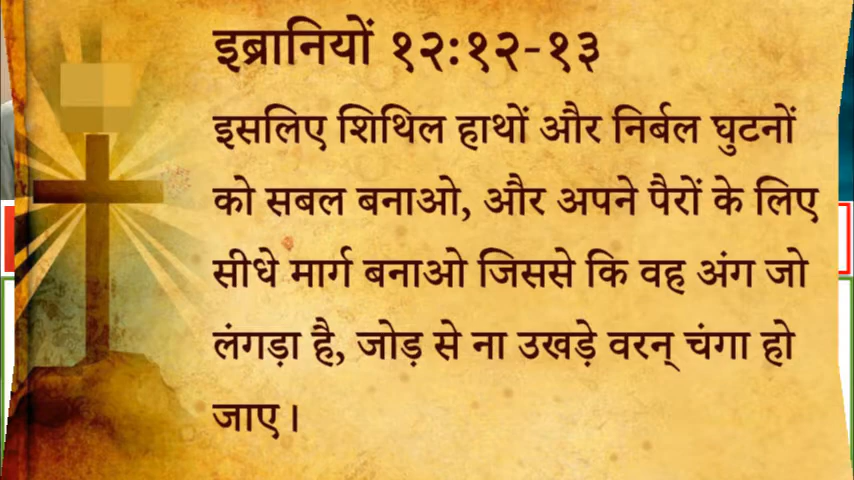 इब्रानियों १२:१२-१३
इसलिए शिथिल हाथों और निर्बल घुटनों
को सबल बनाओ, और अपने पैरों के लिए
सीधे मार्ग बनाओ जिससे कि वह अंग जो
लंगड़ा है, जोड़ से ना उखड़े वरन् चंगा हो
जाए।